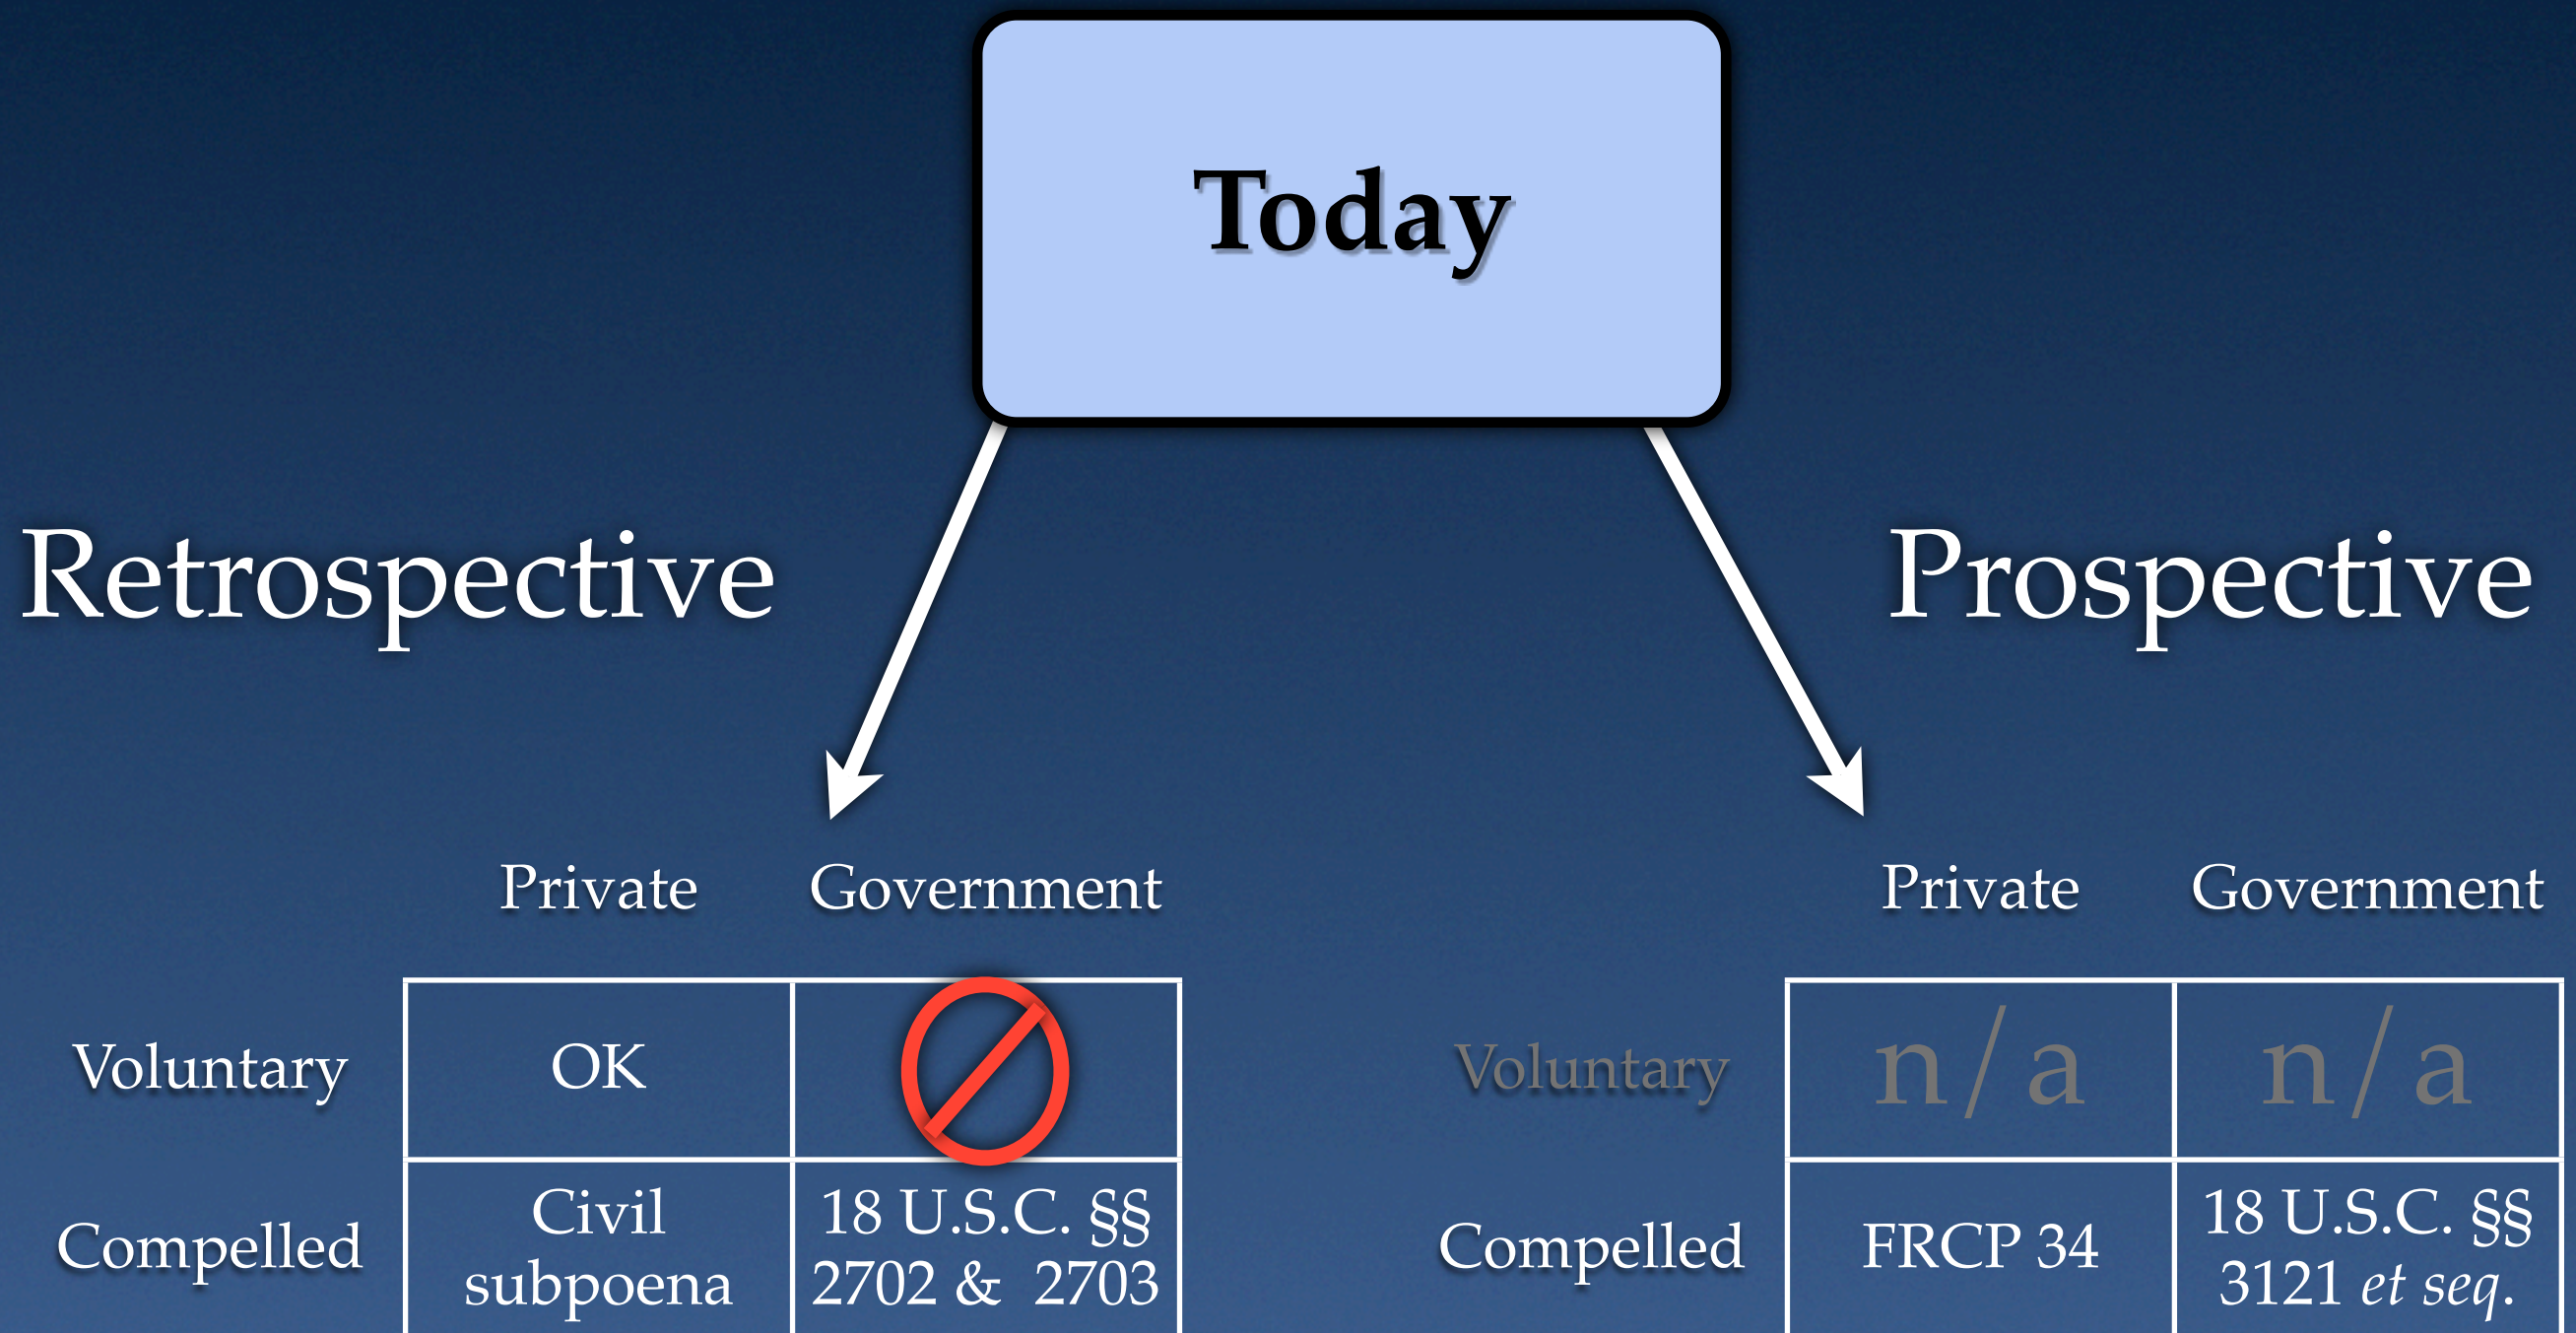 Today
Retrospective
Prospective
Private Government
Private Government
Voluntary OK
Voluntary n/a n/a
Compelled
Civil
subpoena
18 U.S.C. §§
2702 & 2703
Compelled
FRCP 34
18 U.S.C. §§
3121 et seq.